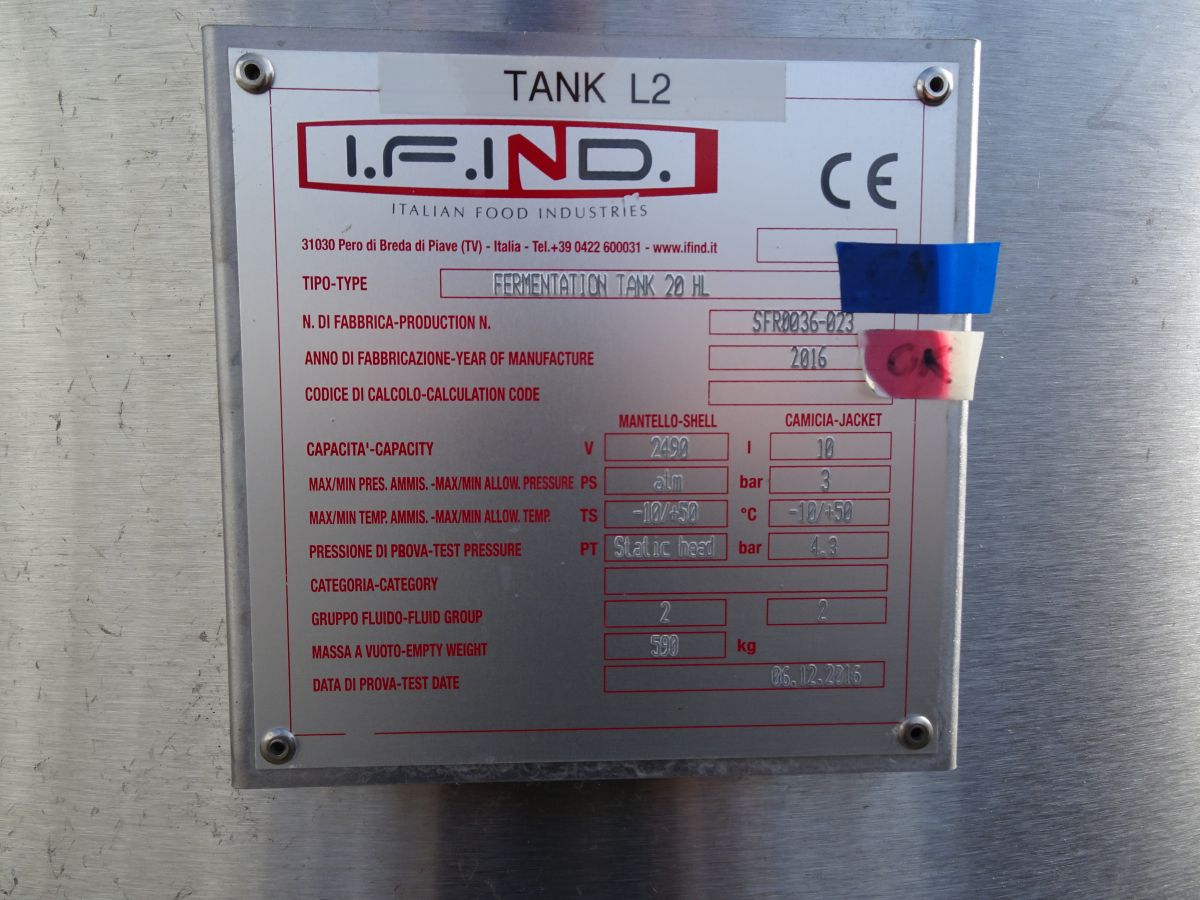 TANK L2
I.F.IND.
CE
ITALIAN FOOD INDUSTRIES
31030 Pero di Breda di Piave (TV) - Italia - Tel.+39 0422 600031 - www.ifind.it
TIPO-TYPE FERMENTATION TANK 20 HL
N. DI FABBRICA-PRODUCTION N. SFR0036-023
ANNO DI FABBRICAZIONE-YEAR OF MANUFACTURE 2016
OK
CODICE DI CALCOLO-CALCULATION CODE
MANTELLO-SHELL CAMICIA-JACKET
CAPACITA'-CAPACITY V 2490 l 10
MAX/MIN PRES. AMMIS. -MAX/MIN ALLOW. PRESSURE PS atm bar 3
MAX/MIN TEMP. AMMIS. -MAX/MIN ALLOW. TEMP. TS -10/+50 °C -10/+50
PRESSIONE DI PROVA-TEST PRESSURE PT Static head bar 4.3
CATEGORIA-CATEGORY
GRUPPO FLUIDO-FLUID GROUP 2 2
MASSA A VUOTO-EMPTY WEIGHT 590 kg
DATA DI PROVA-TEST DATE 06.12.2016